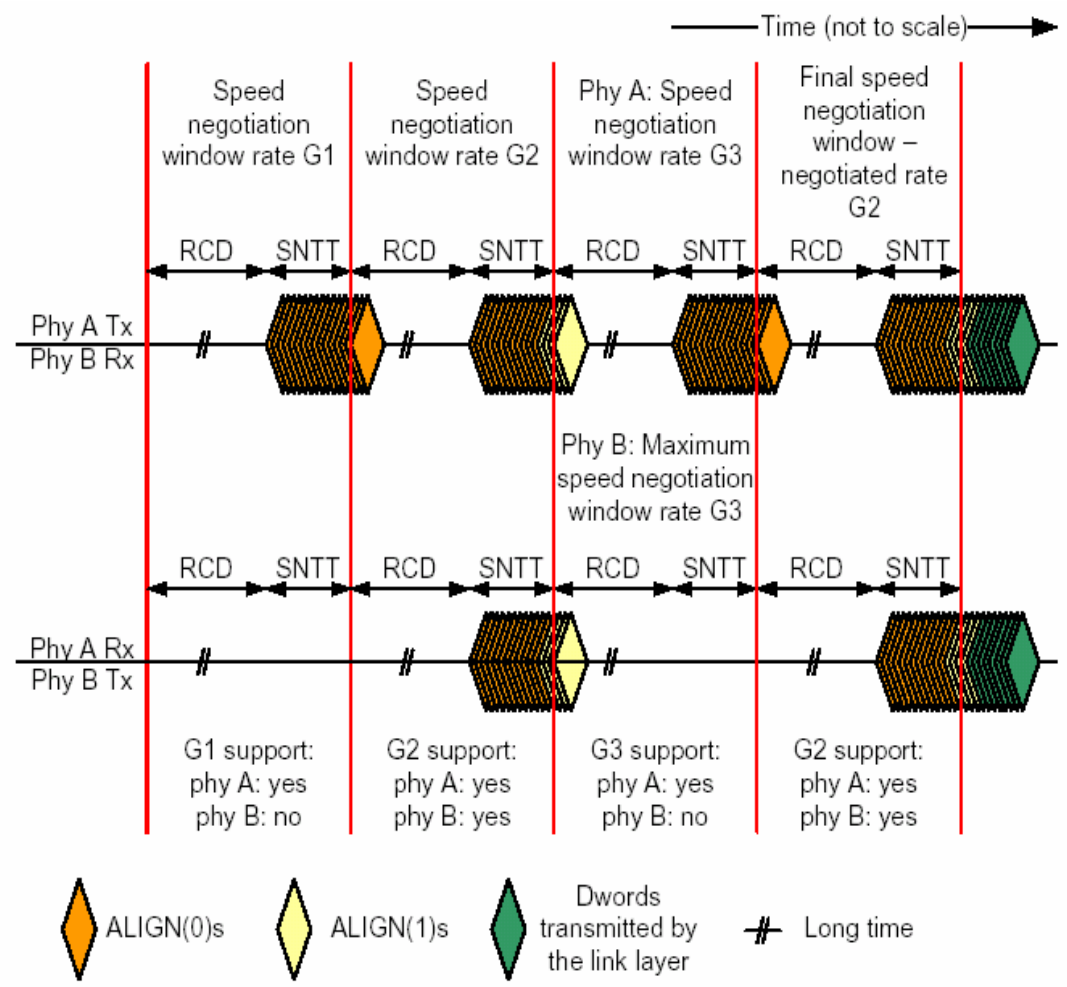 Time (not to scale)
Speed
negotiation
window rate G1
Speed
negotiation
window rate G2
Phy A: Speed
negotiation
window rate G3
Final speed
negotiation
window –
negotiated rate
G2
RCD SNTT RCD SNTT RCD SNTT RCD SNTT
Phy A Tx
Phy B Rx
Phy B: Maximum
speed negotiation
window rate G3
RCD SNTT RCD SNTT RCD SNTT RCD SNTT
Phy A Rx
Phy B Tx
G1 support:
phy A: yes
phy B: no
G2 support:
phy A: yes
phy B: yes
G3 support:
phy A: yes
phy B: no
G2 support:
phy A: yes
phy B: yes
ALIGN(0)s
ALIGN(1)s
Dwords
transmitted by
the link layer
Long time